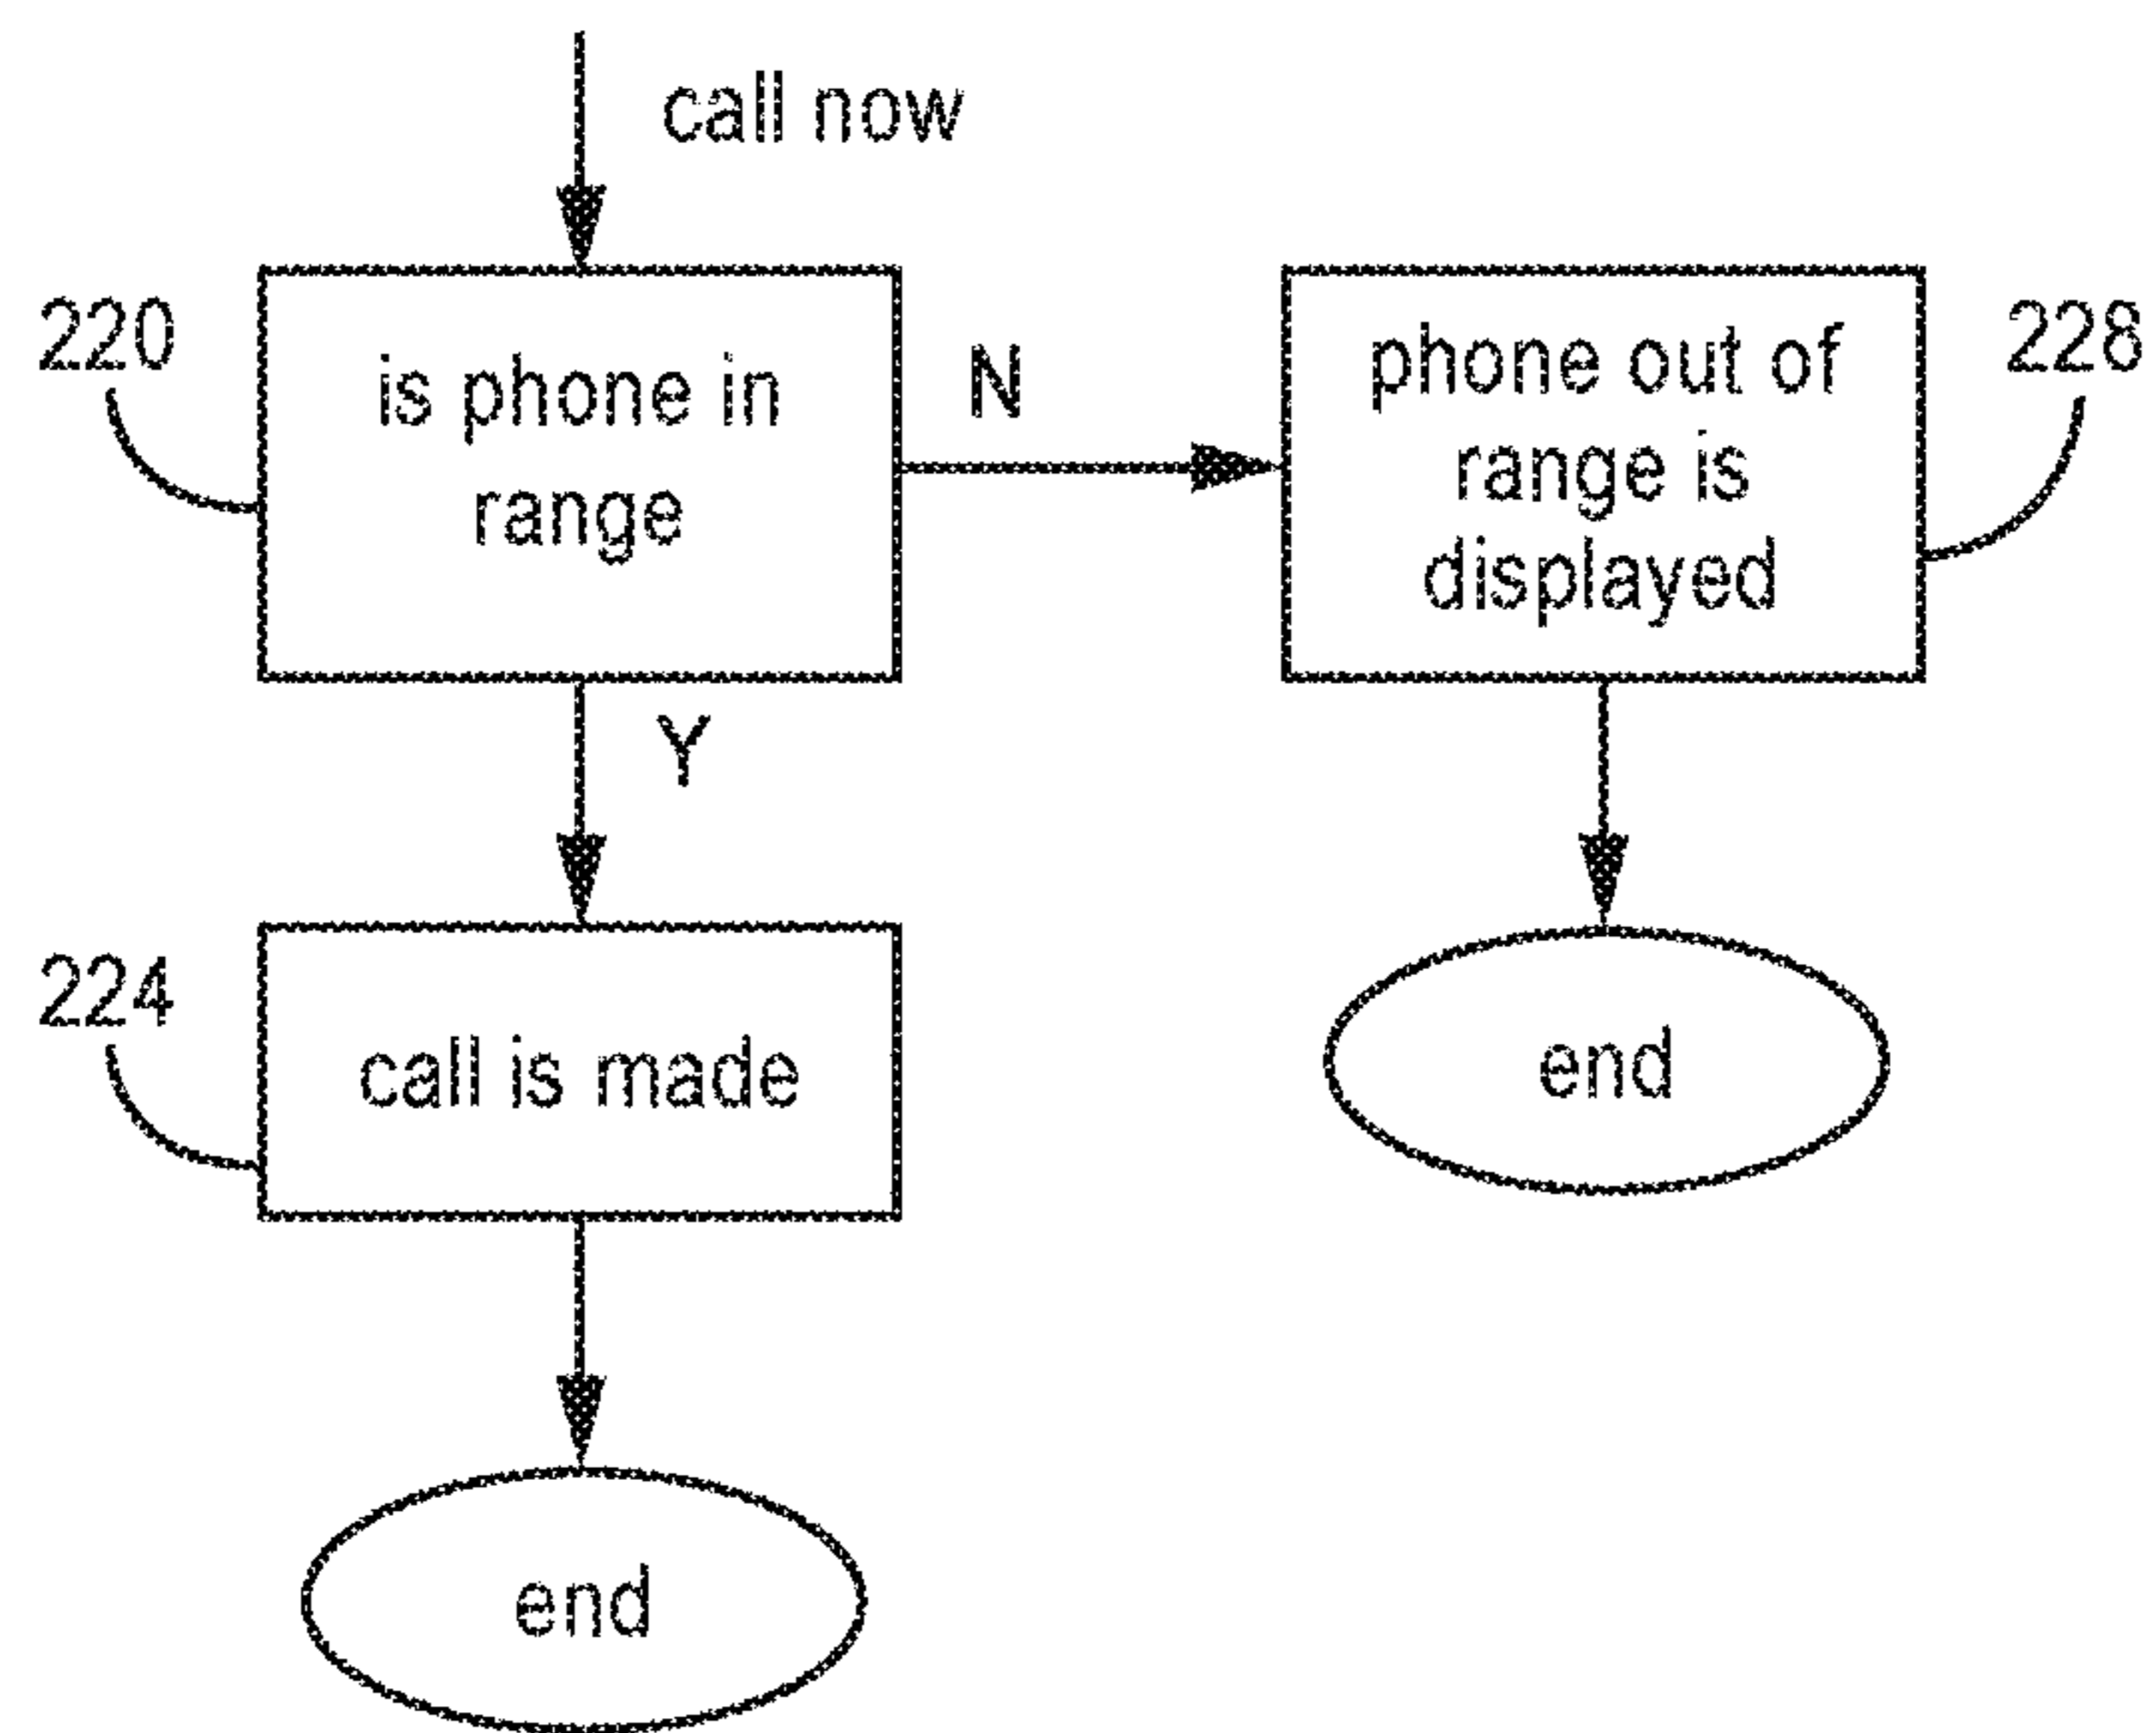 call now
220
is phone in
range
N
phone out of
range is
displayed
228
Y
224
call is made
end
end